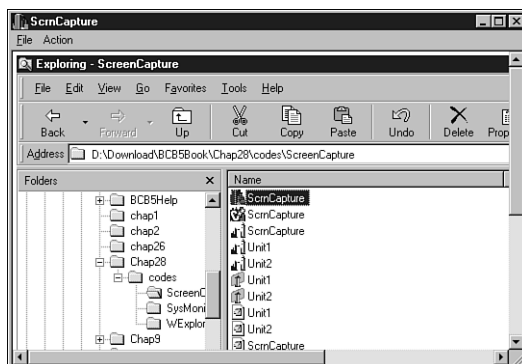 ScrnCapture
File Action
Exploring - ScreenCapture
File Edit View Go Favorites Tools Help
Back Forward Up Cut Copy Paste Undo Delete Prop
Address D:\Download\BCB5Book\Chap28\codes\ScreenCapture
Folders
BCB5Help
chap1
chap2
chap26
Chap28
codes
ScreenC
SysMoni
WExplor
Chap9
Name
ScrnCapture
ScrnCapture
ScrnCapture
Unit1
Unit2
Unit1
Unit2
Unit1
Unit2
ScrnCapture